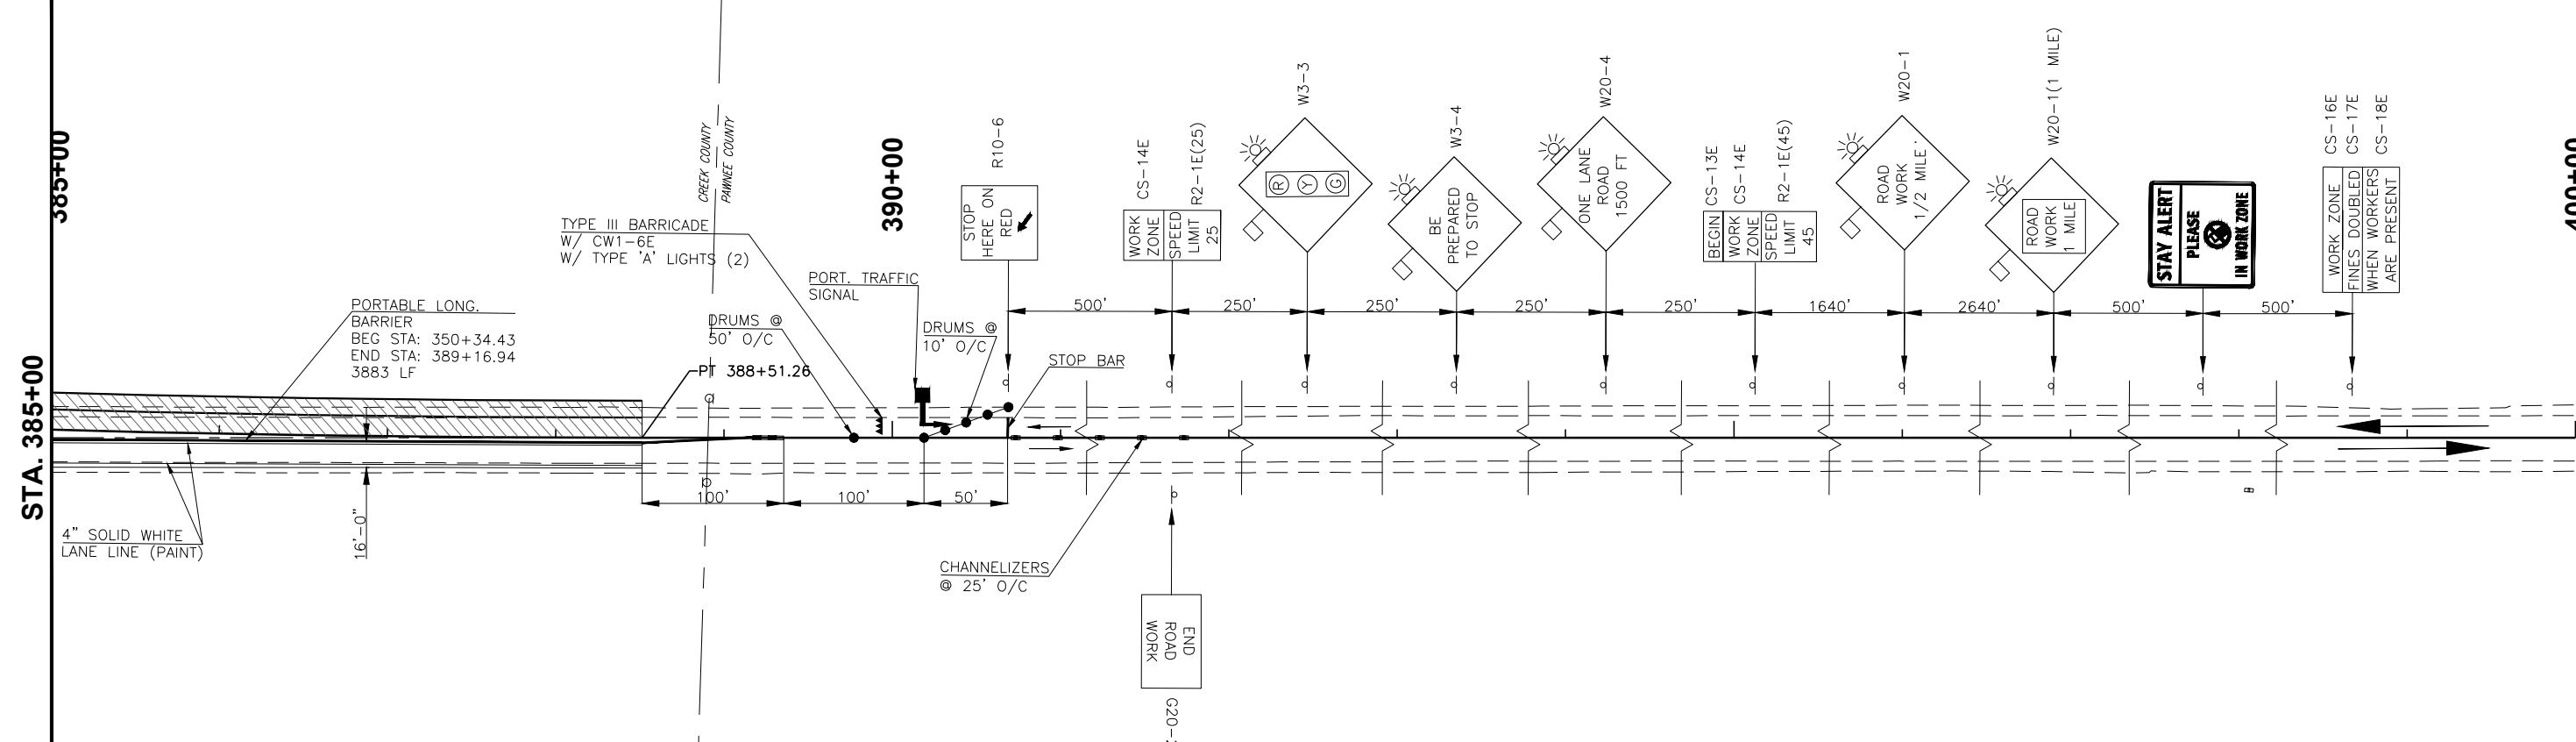 385+00
STA. 385+00
4" SOLID WHITE
LANE LINE (PAINT)
16'-0"
PORTABLE LONG.
BARRIER
BEG STA: 350+34.43
END STA: 389+16.94
3883 LF
TYPE III BARRICADE
W/ CW1-6E
W/ TYPE 'A' LIGHTS (2)
CREEK COUNTY
PAWNEE COUNTY
DRUMS @
50' O/C
PT 388+51.26
PORT. TRAFFIC
SIGNAL
390+00
DRUMS @
10' O/C
STOP BAR
100'
100'
50'
CHANNELIZERS
@ 25' O/C
R10-6
STOP
HERE ON
RED
CS-14E
R2-1E(25)
WORK
ZONE
SPEED
LIMIT
25
W3-3
R Y G
W3-4
BE
PREPARED
TO STOP
W20-4
ONE LANE
ROAD
1500 FT
CS-13E
CS-14E
R2-1E(45)
BEGIN
WORK
ZONE
SPEED
LIMIT
45
W20-1
ROAD
WORK
1/2 MILE
W20-1(1 MILE)
ROAD
WORK
1 MILE
STAY ALERT
PLEASE
IN WORK ZONE
CS-16E
CS-17E
CS-18E
WORK ZONE
FINES DOUBLED
WHEN WORKERS
ARE PRESENT
500'
250'
250'
250'
250'
1640'
2640'
500'
500'
END
ROAD
WORK
400+00